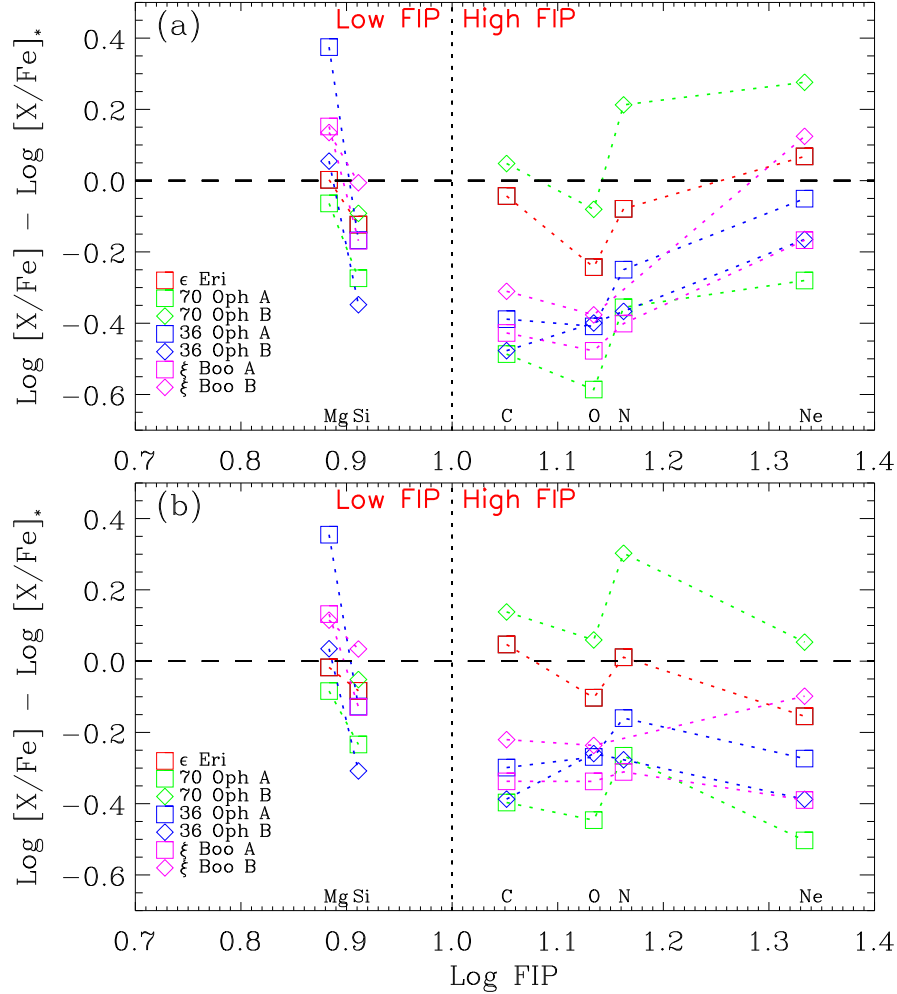 (a) Low FIP High FIP
Log [X/Fe] − Log [X/Fe]*
0.4
0.2
0.0
−0.2
−0.4
−0.6
ϵ Eri
70 Oph A
70 Oph B
36 Oph A
36 Oph B
ξ Boo A
ξ Boo B
Mg Si C O N Ne
0.7 0.8 0.9 1.0 1.1 1.2 1.3 1.4
(b) Low FIP High FIP
Log [X/Fe] − Log [X/Fe]*
0.4
0.2
0.0
−0.2
−0.4
−0.6
ϵ Eri
70 Oph A
70 Oph B
36 Oph A
36 Oph B
ξ Boo A
ξ Boo B
Mg Si C O N Ne
0.7 0.8 0.9 1.0 1.1 1.2 1.3 1.4
Log FIP